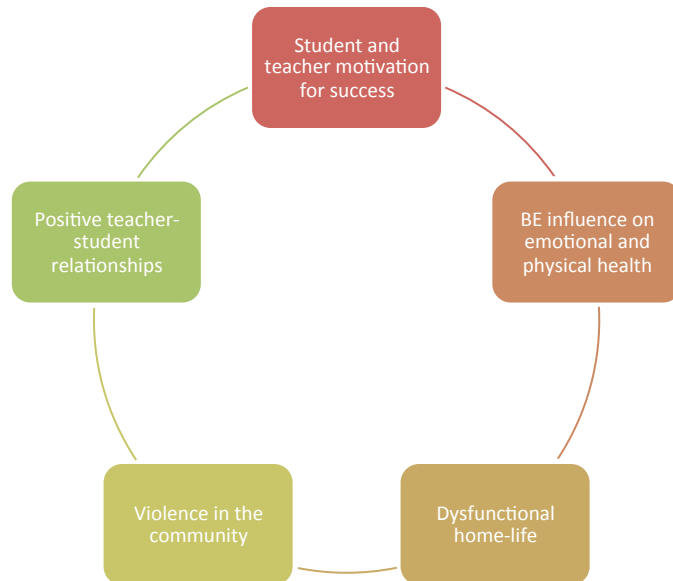 Student and
teacher motivation
for success
BE influence on
emotional and
physical health
Dysfunctional
home-life
Violence in the
community
Positive teacher-
student
relationships